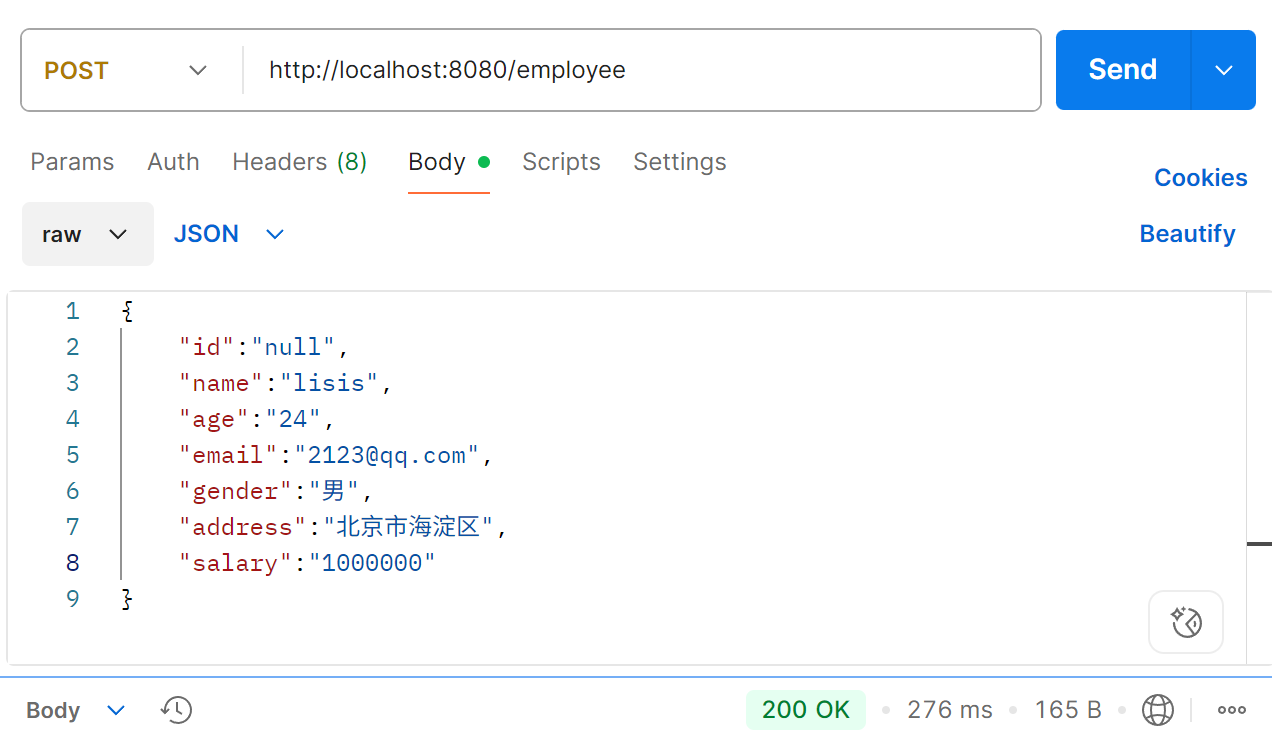 POST http://localhost:8080/employee Send
Params Auth Headers (8) Body Scripts Settings Cookies
raw JSON Beautify
1 {
2 "id":"null",
3 "name":"lisis",
4 "age":"24",
5 "email":"2123@qq.com",
6 "gender":"男",
7 "address":"北京市海淀区",
8 "salary":"1000000"
9 }
Body 200 OK 276 ms 165 B